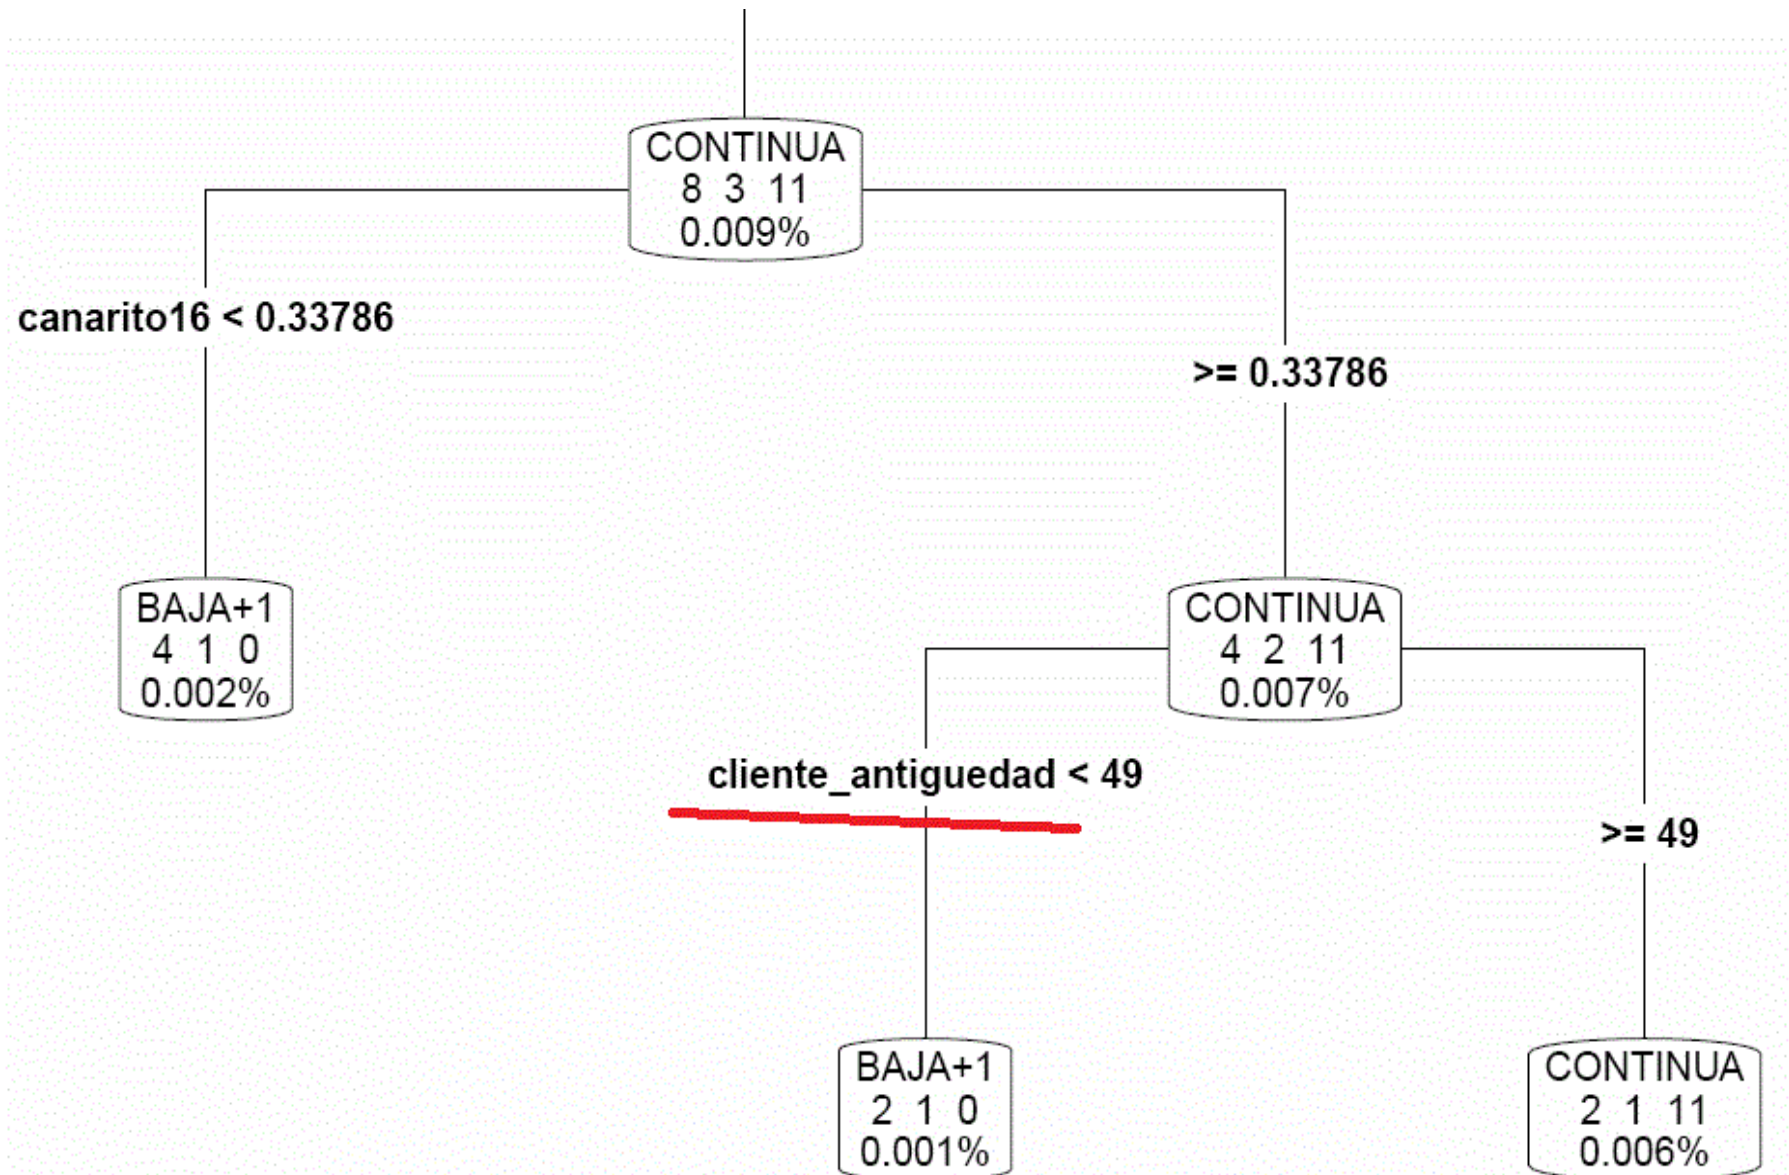 CONTINUA
8 3 11
0.009%
canarito16 < 0.33786
>= 0.33786
BAJA+1
4 1 0
0.002%
CONTINUA
4 2 11
0.007%
cliente_antiguedad < 49
>= 49
BAJA+1
2 1 0
0.001%
CONTINUA
2 1 11
0.006%